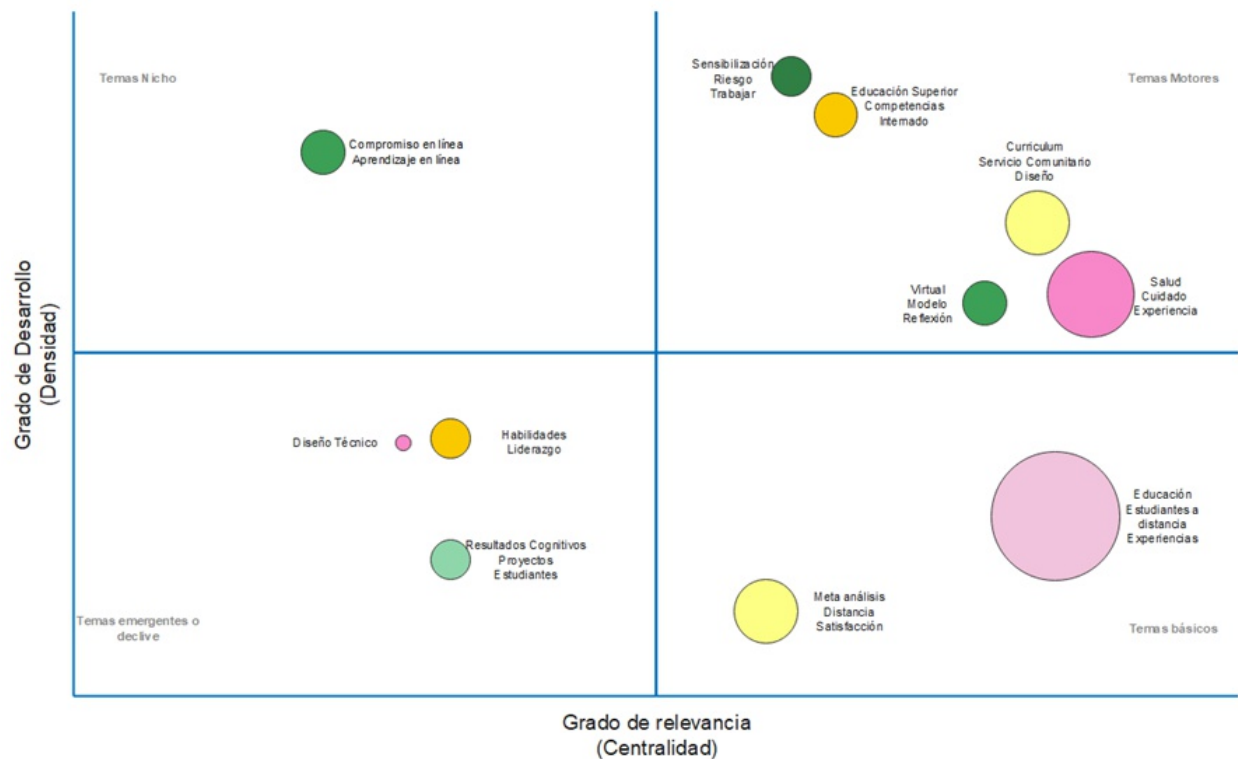 Temas Nicho
Sensibilización
Riesgo
Trabajar
Educación Superior
Competencias
Internado
Temas Motores
Compromiso en línea
Aprendizaje en línea
Curriculum
Servicio Comunitario
Diseño
Virtual
Modelo
Reflexión
Salud
Cuidado
Experiencia
Grado de Desarrollo
(Densidad)
Diseño Técnico
Habilidades
Liderazgo
Resultados Cognitivos
Proyectos
Estudiantes
Temas emergentes o
declive
Educación
Estudiantes a
distancia
Experiencias
Meta análisis
Distancia
Satisfacción
Temas básicos
Grado de relevancia
(Centralidad)